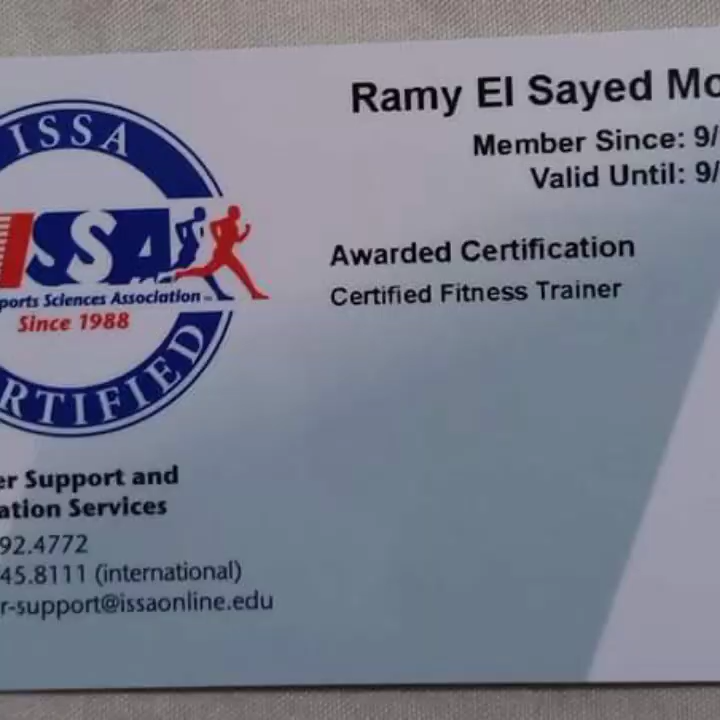 Ramy El Sayed Mo
Member Since: 9/
Valid Until: 9/
ISSA
ISSA
ports Sciences Association
Since 1988
RTIFIED
Awarded Certification
Certified Fitness Trainer
er Support and
ation Services
92.4772
45.8111 (international)
r-support@issaonline.edu